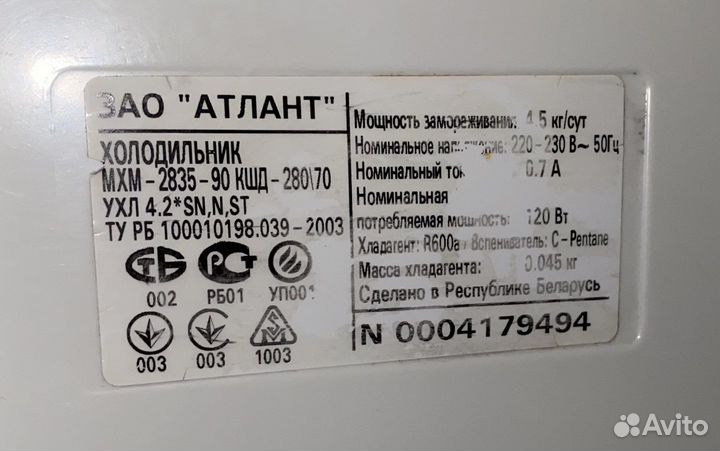 ЗАО "АТЛАНТ"
ХОЛОДИЛЬНИК
МХМ-2835-90 КШД-280\70
УХЛ 4.2*SN,N,ST
ТУ РБ 100010198.039-2003
СТБ РСТ
002 РБ01 УП001
003 003 1003
Мощность замораживания: 4.5 кг/сут
Номинальное напряжение: 220-230 В~ 50Гц
Номинальный ток 0.7 А
Номинальная
потребляемая мощность: 120 Вт
Хладагент: R600a Вспениватель: C-Pentane
Масса хладагента: 0.045 кг
Сделано в Республике Беларусь
N 0004179494
Avito